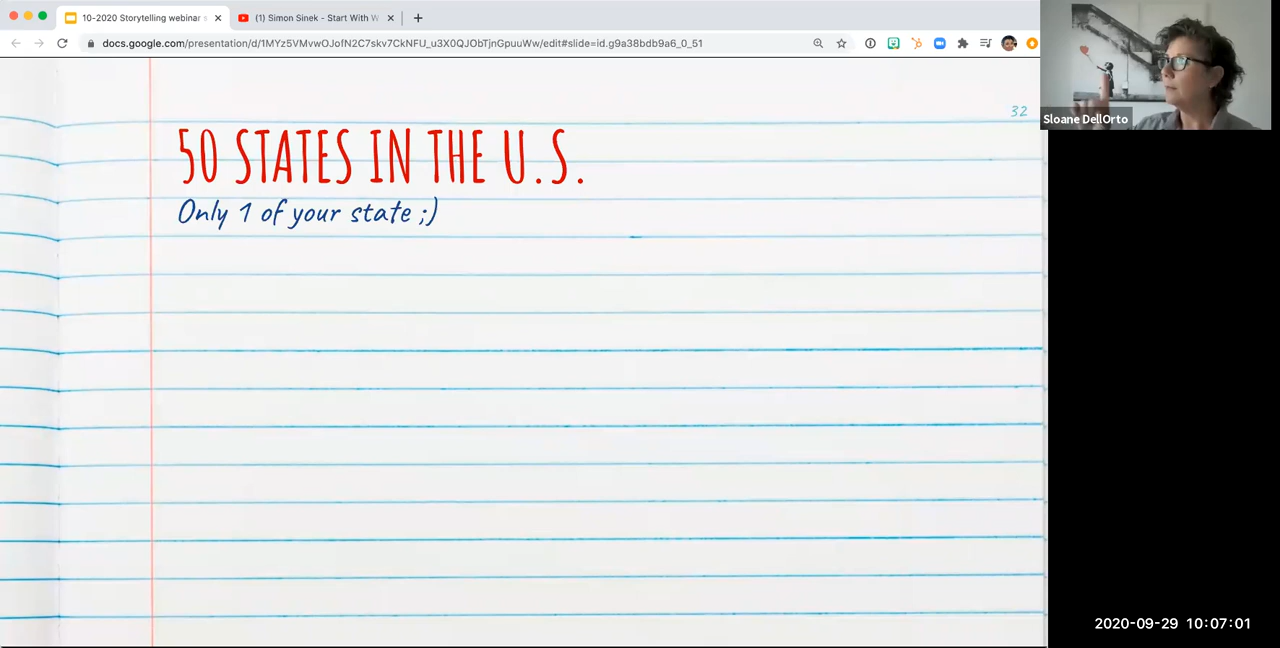 10-2020 Storytelling webinar s
(1) Simon Sinek - Start With W
docs.google.com/presentation/d/1MYz5VMvwOJofN2C7skv7CkNFU_u3X0QJObTjnGpuuWw/edit#slide=id.g9a38bdb9a6_0_51
32
Sloane DellOrto
50 STATES IN THE U.S.
Only 1 of your state ;)
2020-09-29 10:07:01